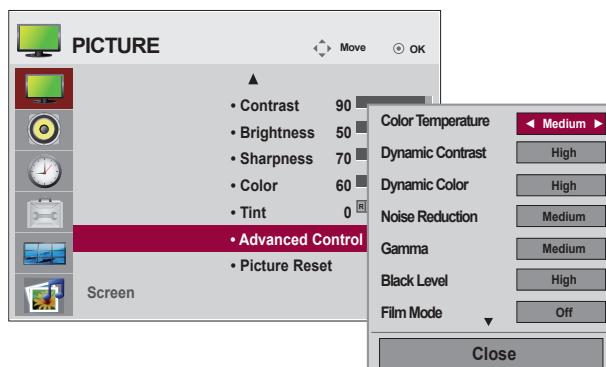 PICTURE
Move
OK
• Contrast 90
• Brightness 50
• Sharpness 70
• Color 60
• Tint 0 R
• Advanced Control
• Picture Reset
Screen
Color Temperature ◄ Medium ►
Dynamic Contrast High
Dynamic Color High
Noise Reduction Medium
Gamma Medium
Black Level High
Film Mode Off
Close